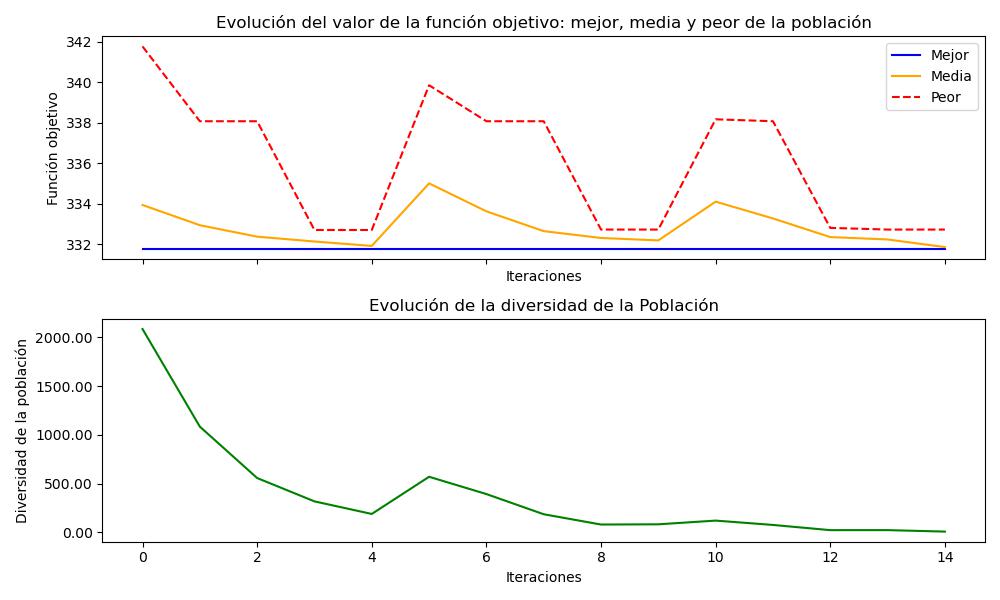 Evolución del valor de la función objetivo: mejor, media y peor de la población
342
340
338
336
334
332
Función objetivo
Mejor
Media
Peor
Iteraciones
Evolución de la diversidad de la Población
2000.00
1500.00
1000.00
500.00
0.00
Diversidad de la población
0 2 4 6 8 10 12 14
Iteraciones